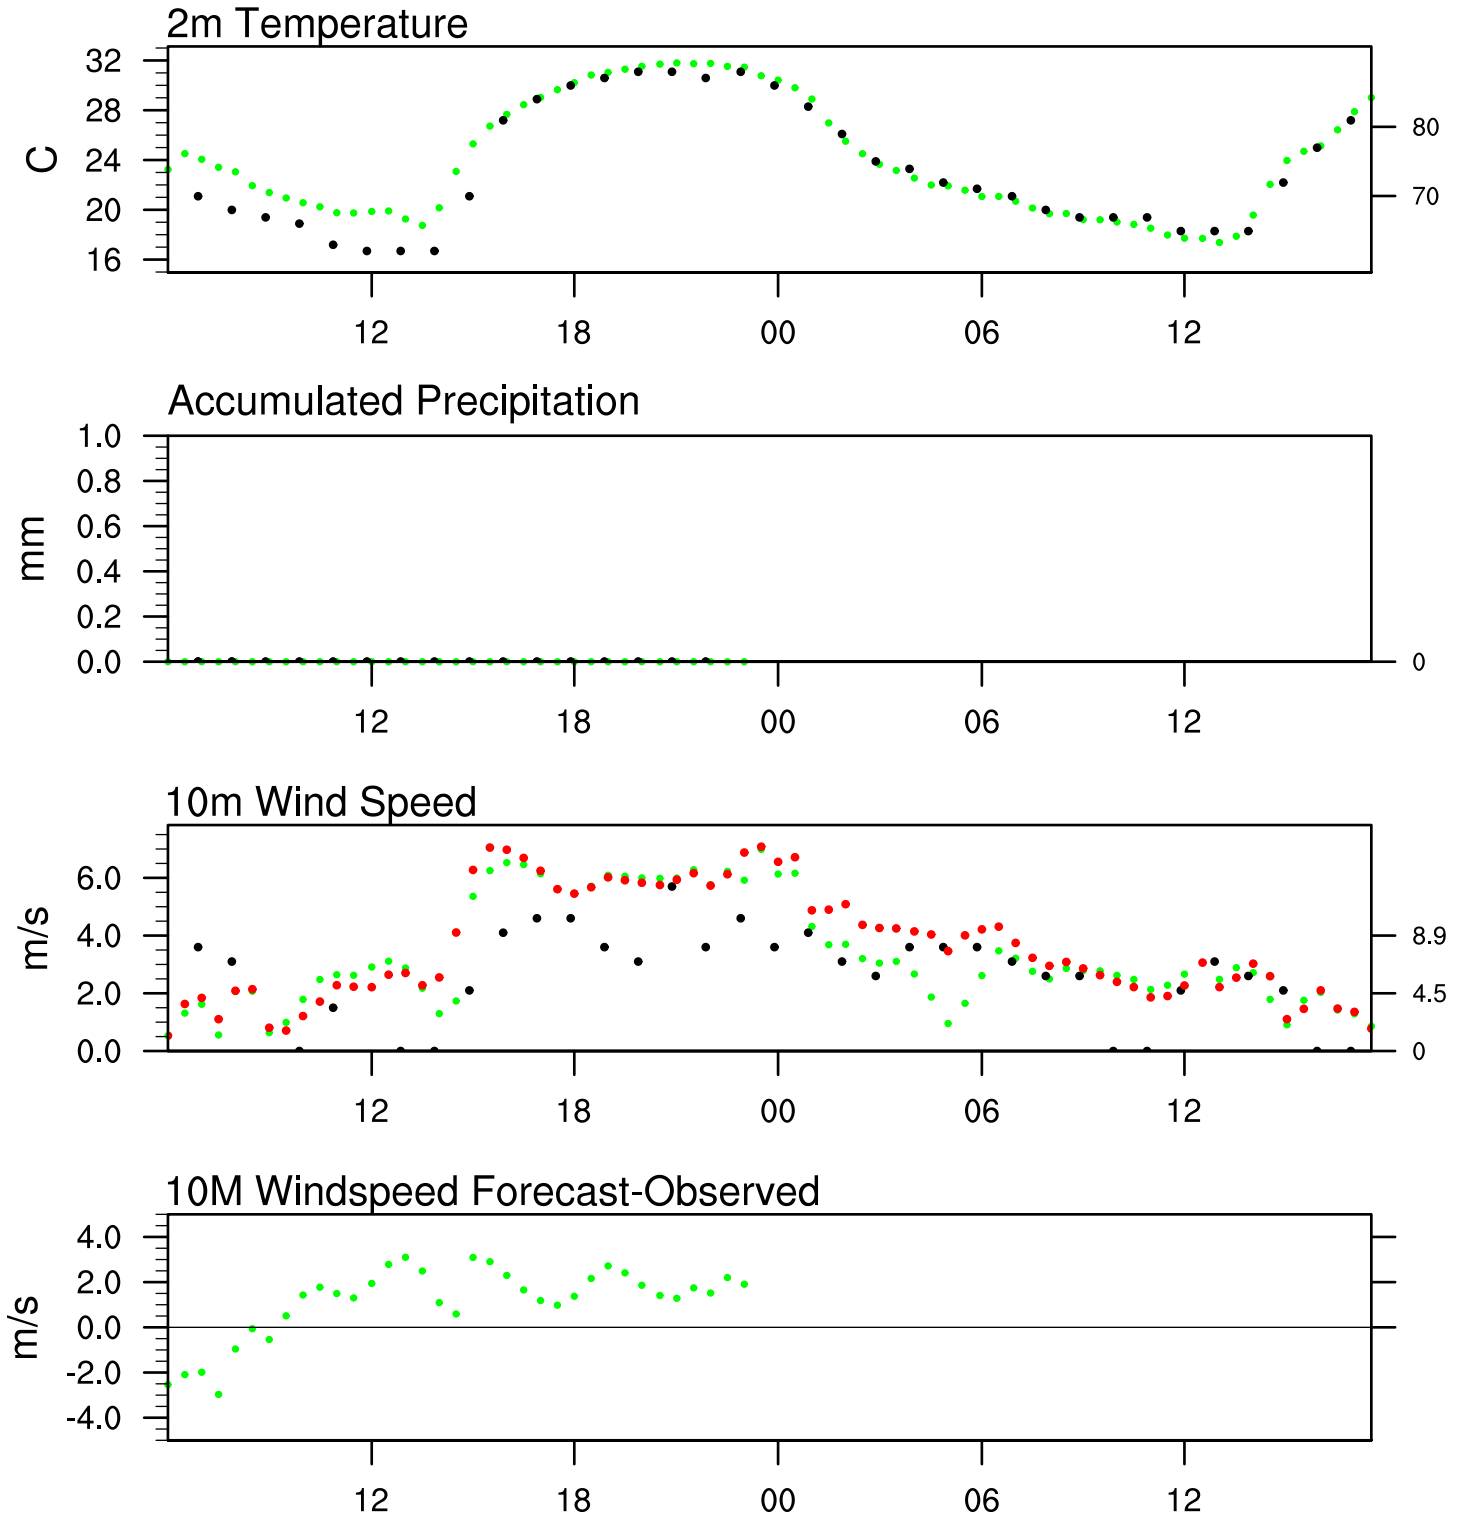 2m Temperature
32
28
24
20
16
C
80
70
12 18 00 06 12
Accumulated Precipitation
1.0
0.8
0.6
0.4
0.2
0.0
mm
0
12 18 00 06 12
10m Wind Speed
6.0
4.0
2.0
0.0
m/s
8.9
4.5
0
12 18 00 06 12
10M Windspeed Forecast-Observed
4.0
2.0
0.0
-2.0
-4.0
m/s
12 18 00 06 12